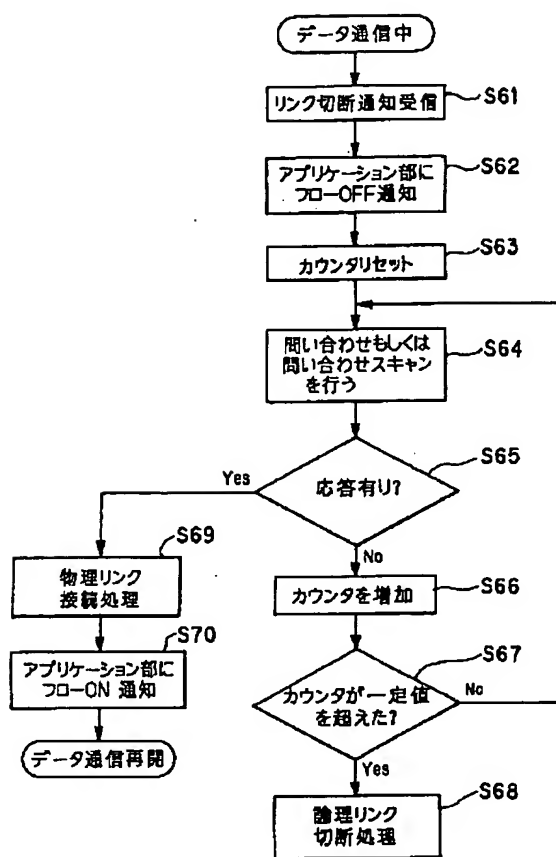 データ通信中
リンク切断通知受信
S61
アプリケーション部に
フローOFF通知
S62
カウンタリセット
S63
問い合わせもしくは
問い合わせスキャン
を行う
S64
応答有り?
S65
Yes
No
物理リンク
接続処理
S69
カウンタを増加
S66
アプリケーション部に
フローON 通知
S70
カウンタが一定値
を超えた?
S67
No
Yes
データ通信再開
論理リンク
切断処理
S68